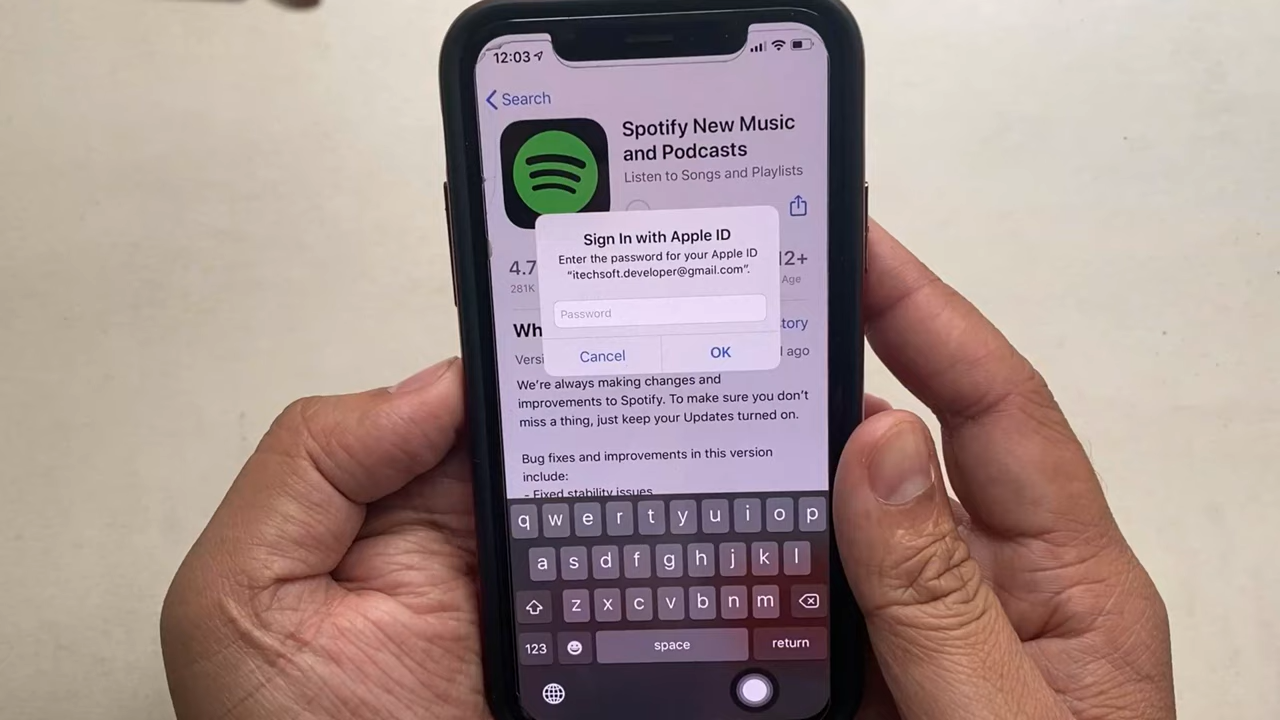 12:03
Search
Spotify New Music
and Podcasts
Listen to Songs and Playlists
4.7
281K
12+
Age
Sign In with Apple ID
Enter the password for your Apple ID
“itechsoft.developer@gmail.com”.
Password
Cancel
OK
Wh
tory
Versi
ago
We’re always making changes and
improvements to Spotify. To make sure you don’t
miss a thing, just keep your Updates turned on.
Bug fixes and improvements in this version
include:
- Fixed stability issues
q w e r t y u i o p
a s d f g h j k l
z x c v b n m
123
space
return